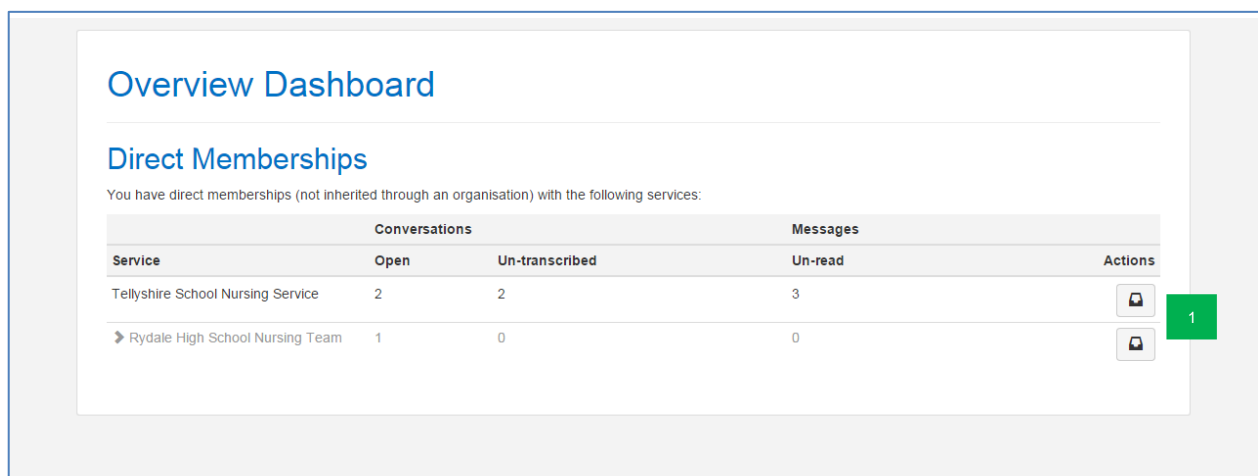 Overview Dashboard
Direct Memberships
You have direct memberships (not inherited through an organisation) with the following services:
Conversations Messages
Service Open Un-transcribed Un-read Actions
Tellyshire School Nursing Service 2 2 3
1
Rydale High School Nursing Team 1 0 0